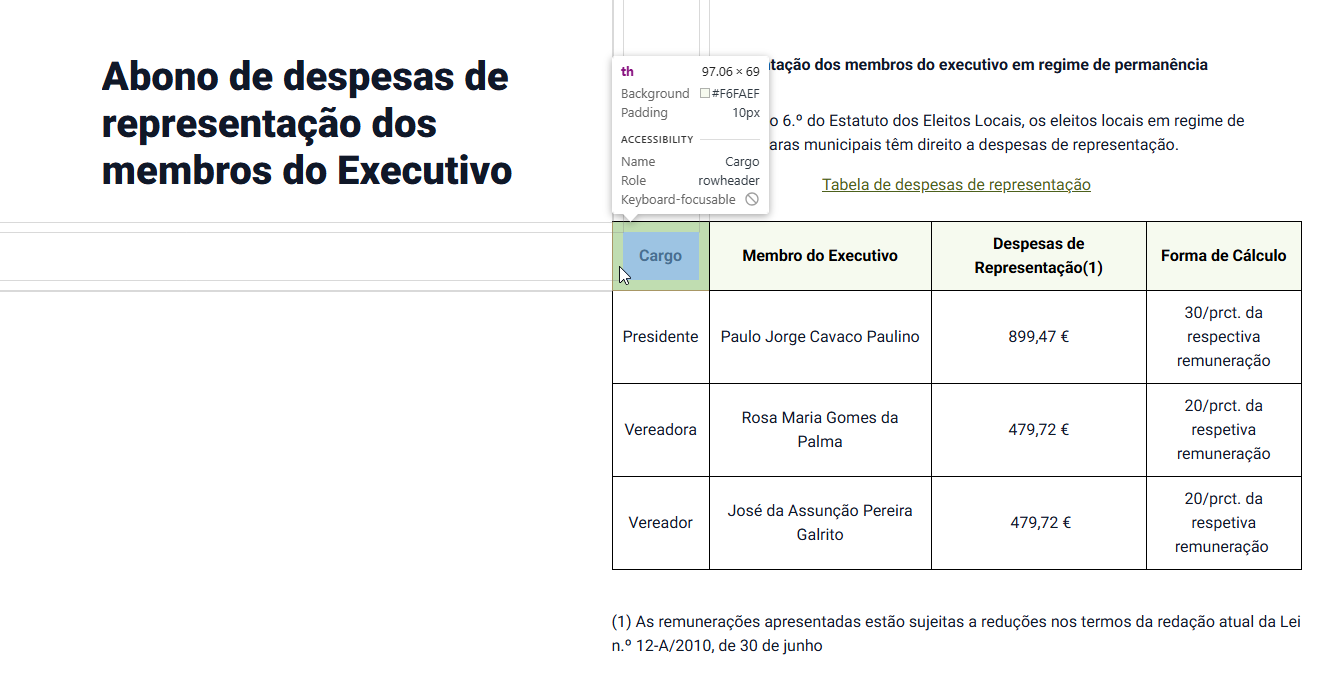 Abono de despesas de
representação dos
membros do Executivo
tação dos membros do executivo em regime de permanência
o 6.º do Estatuto dos Eleitos Locais, os eleitos locais em regime de
aras municipais têm direito a despesas de representação.
Tabela de despesas de representação
th 97.06 × 69
Background #F6FAEF
Padding 10px
ACCESSIBILITY
Name Cargo
Role rowheader
Keyboard-focusable
Cargo
Membro do Executivo
Despesas de
Representação(1)
Forma de Cálculo
Presidente
Paulo Jorge Cavaco Paulino
899,47 €
30/prct. da
respectiva
remuneração
Vereadora
Rosa Maria Gomes da
Palma
479,72 €
20/prct. da
respetiva
remuneração
Vereador
José da Assunção Pereira
Galrito
479,72 €
20/prct. da
respetiva
remuneração
(1) As remunerações apresentadas estão sujeitas a reduções nos termos da redação atual da Lei
n.º 12-A/2010, de 30 de junho